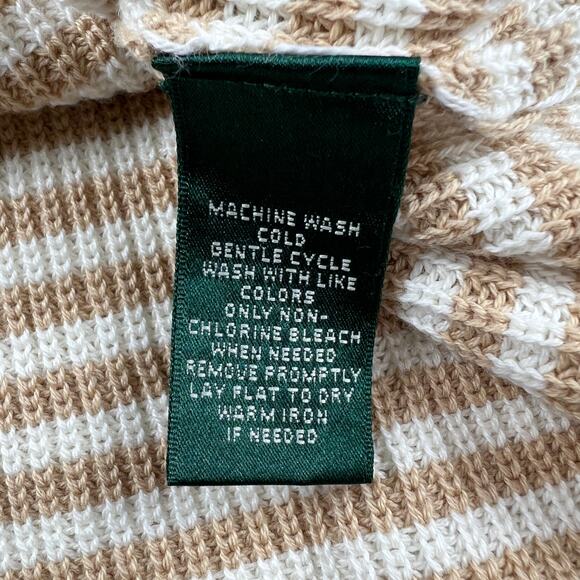 MACHINE WASH
COLD
GENTLE CYCLE
WASH WITH LIKE
COLORS
ONLY NON-
CHLORINE BLEACH
WHEN NEEDED
REMOVE PROMPTLY
LAY FLAT TO DRY
WARM IRON
IF NEEDED